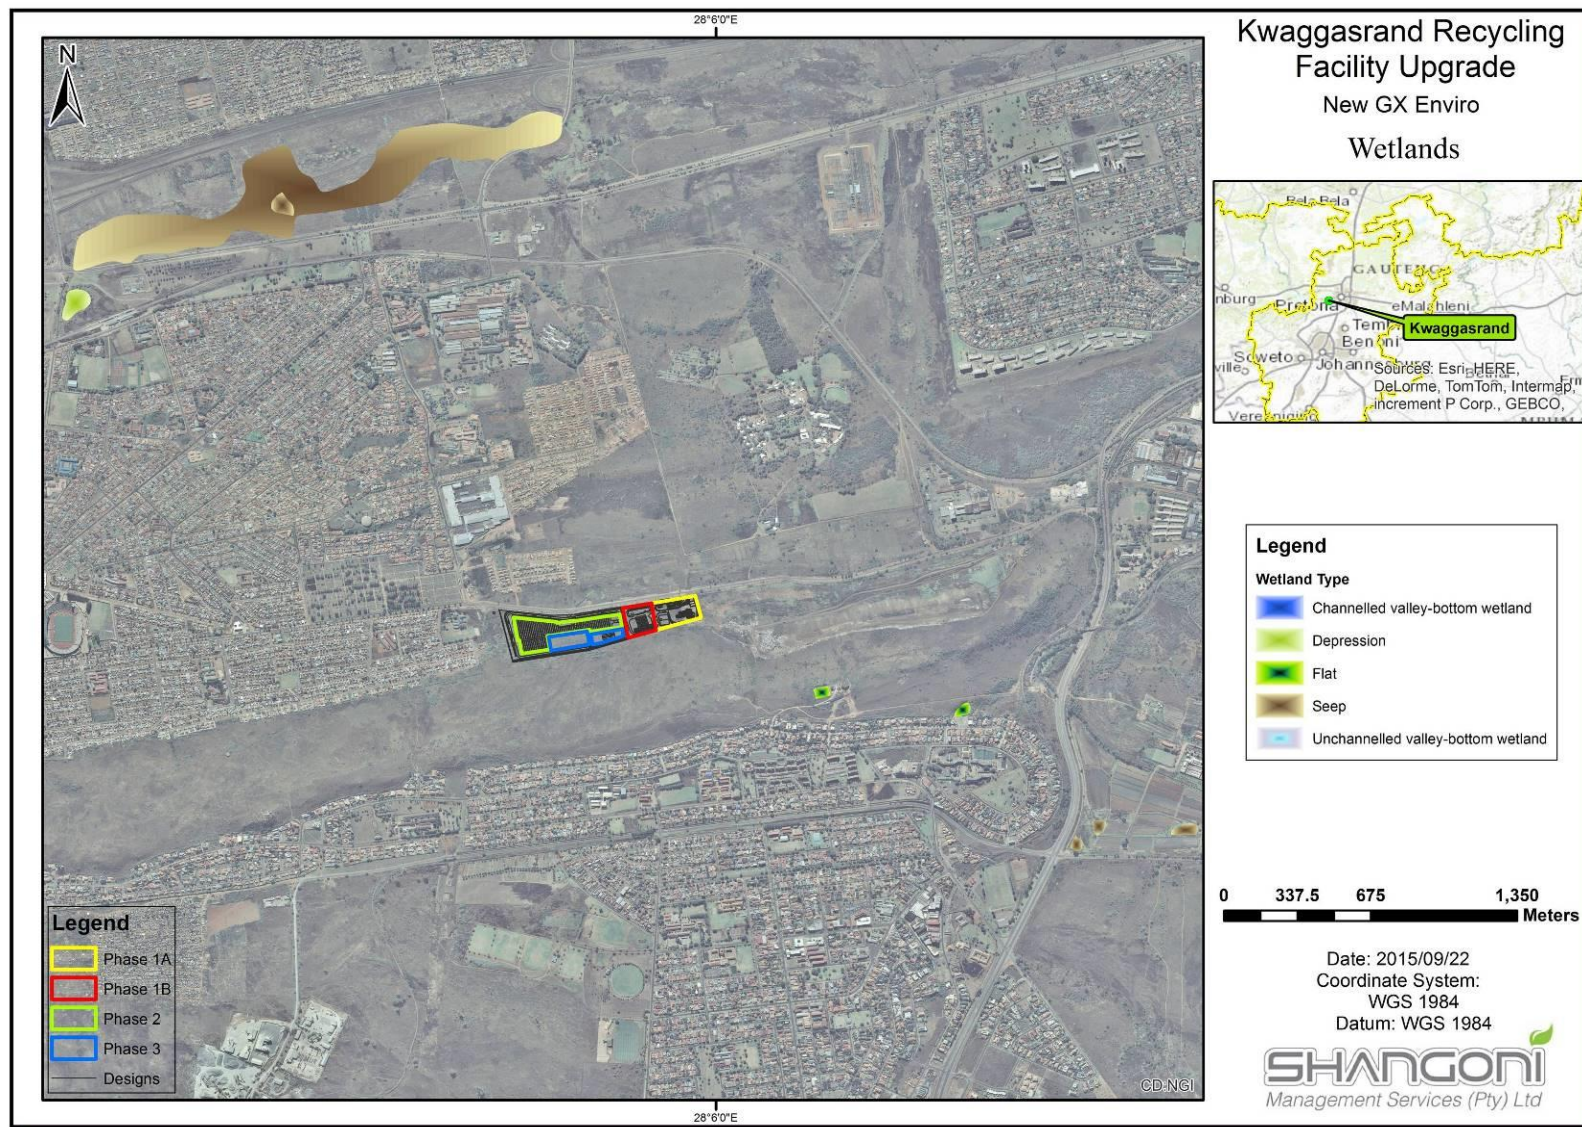 28°6'0"E
N
Kwaggasrand Recycling
Facility Upgrade
New GX Enviro
Wetlands
Bela Bela
GAUTENG
nburg
Pretoria
eMalahleni
Kwaggasrand
Benoni
Soweto
ville
Sources: Esri, HERE,
DeLorme, TomTom, Intermap,
increment P Corp., GEBCO,
Legend
Wetland Type
Channelled valley-bottom wetland
Depression
Flat
Seep
Unchannelled valley-bottom wetland
0 337.5 675 1,350
Meters
Date: 2015/09/22
Coordinate System:
WGS 1984
Datum: WGS 1984
SHANGONI
Management Services (Pty) Ltd
Legend
Phase 1A
Phase 1B
Phase 2
Phase 3
Designs
CD:NGI
28°6'0"E